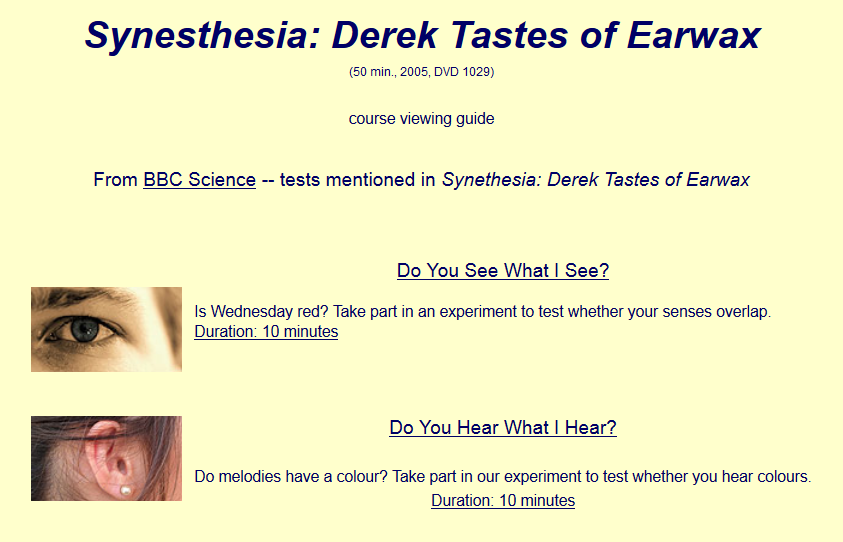 Synesthesia: Derek Tastes of Earwax
(50 min., 2005, DVD 1029)
course viewing guide
From BBC Science -- tests mentioned in Synethesia: Derek Tastes of Earwax
Do You See What I See?
Is Wednesday red? Take part in an experiment to test whether your senses overlap.
Duration: 10 minutes
Do You Hear What I Hear?
Do melodies have a colour? Take part in our experiment to test whether you hear colours.
Duration: 10 minutes